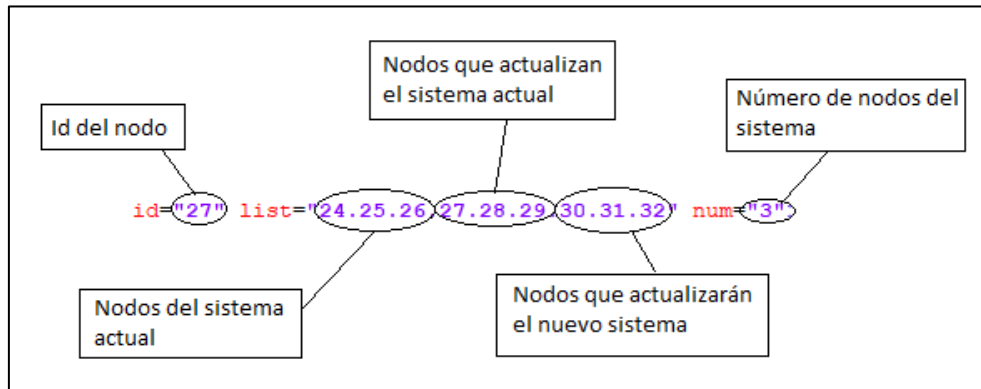 Nodos que actualizan
el sistema actual
Número de nodos del
sistema
Id del nodo
id="27" list="24.25.26,27.28.29,30.31.32" num="3"
Nodos del sistema
actual
Nodos que actualizarán
el nuevo sistema